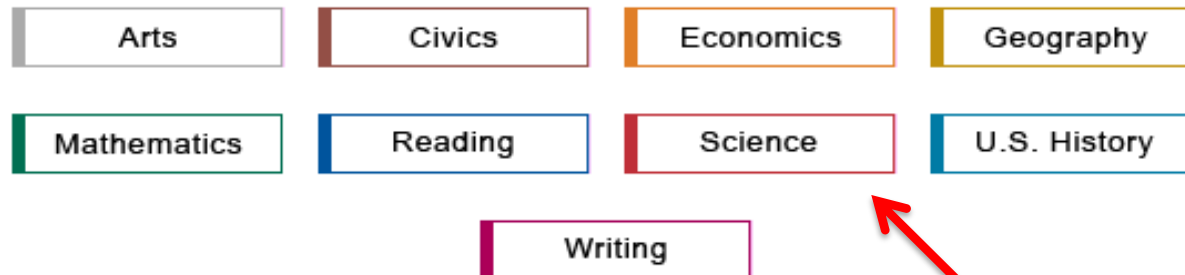 Arts Civics Economics Geography
Mathematics Reading Science U.S. History
Writing